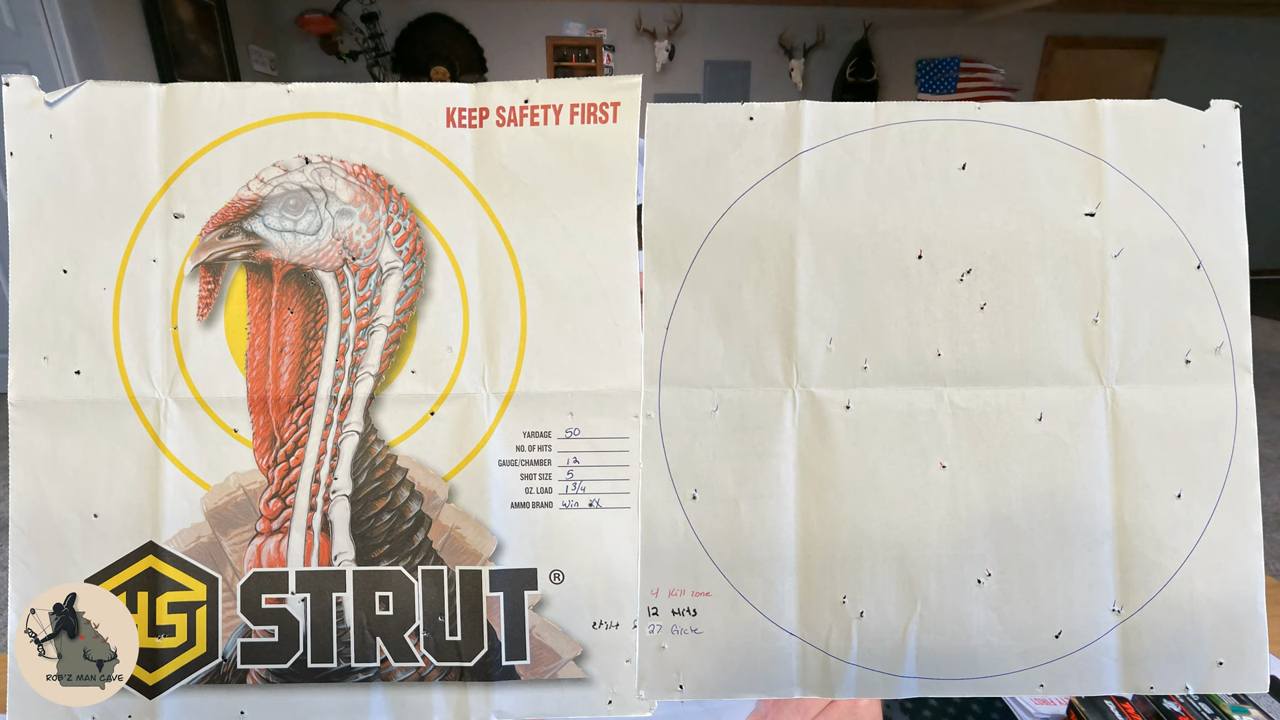 KEEP SAFETY FIRST
YARDAGE 50
NO. OF HITS
GAUGE/CHAMBER 12
SHOT SIZE 5
OZ. LOAD 1 3/4
AMMO BRAND Win XX
HS STRUT®
4 Kill zone
12 Hits
27 Circle
ROB'Z MAN CAVE